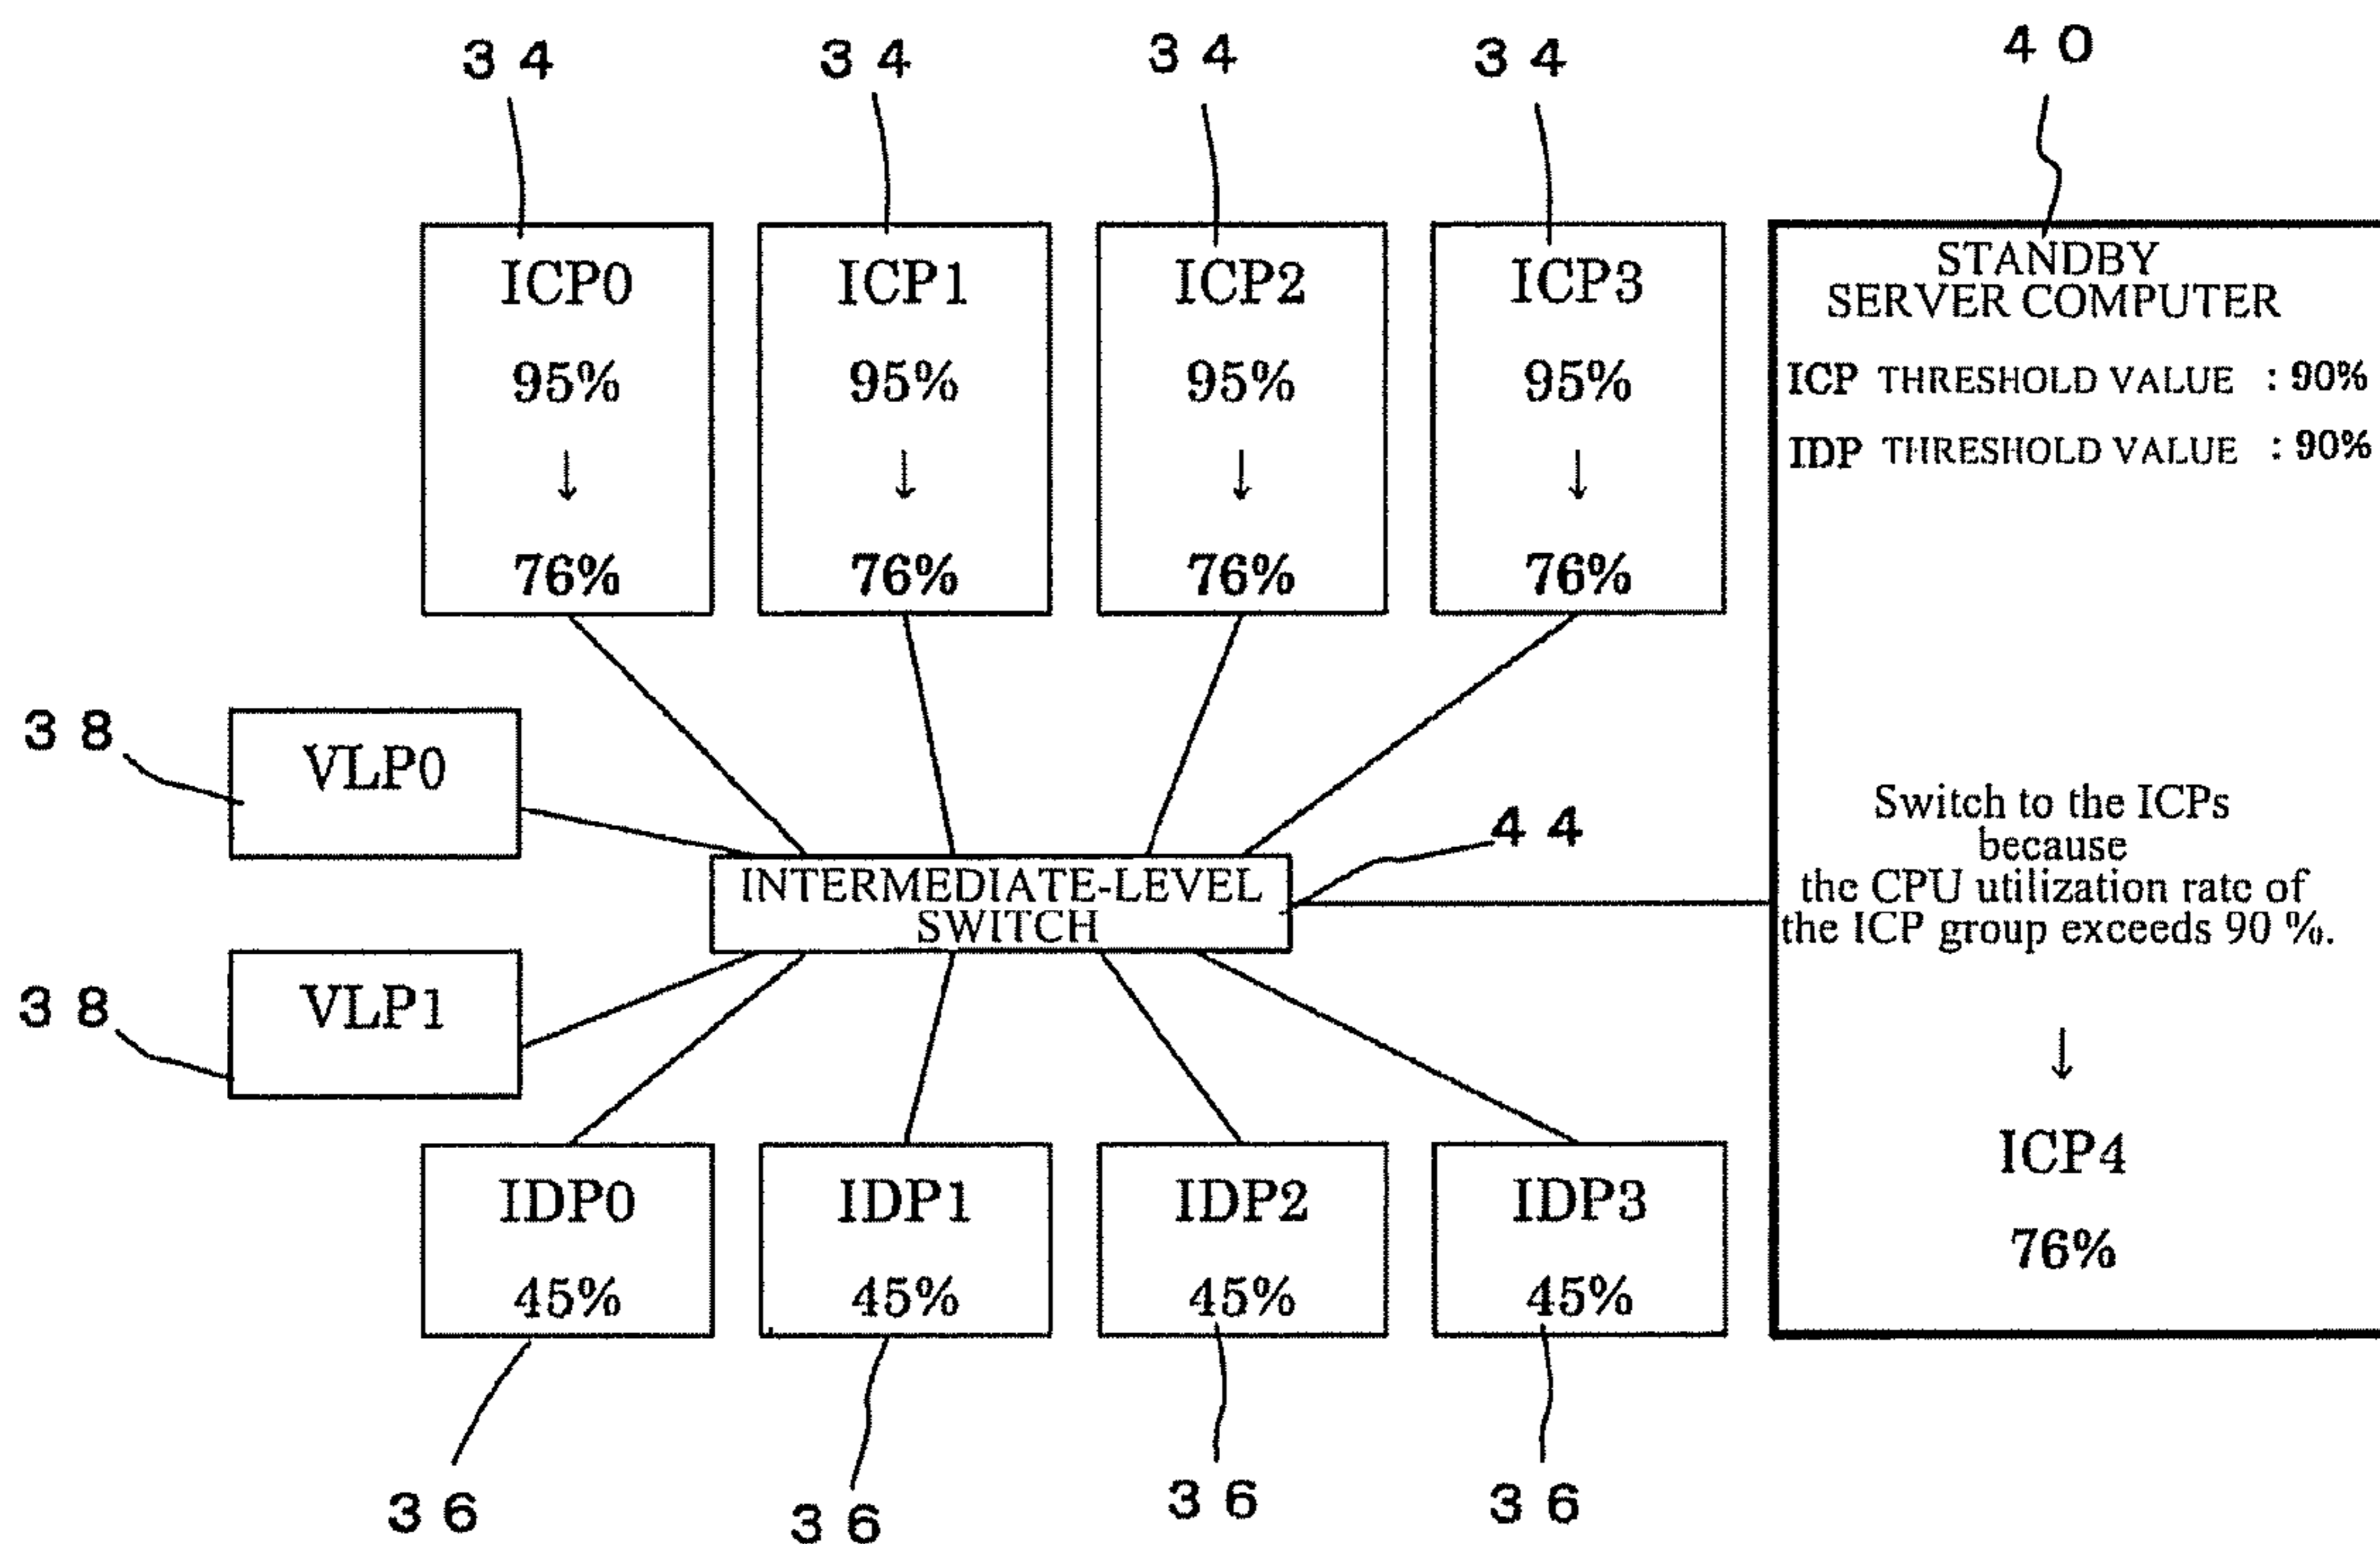 34 34 34 34 40
ICP0 ICP1 ICP2 ICP3
95% 95% 95% 95%
↓ ↓ ↓ ↓
76% 76% 76% 76%
STANDBY
SERVER COMPUTER
ICP THRESHOLD VALUE : 90%
IDP THRESHOLD VALUE : 90%
38
VLP0
44
INTERMEDIATE-LEVEL
SWITCH
Switch to the ICPs
because
the CPU utilization rate of
the ICP group exceeds 90 %.
↓
ICP4
76%
38
VLP1
IDP0 IDP1 IDP2 IDP3
45% 45% 45% 45%
36 36 36 36